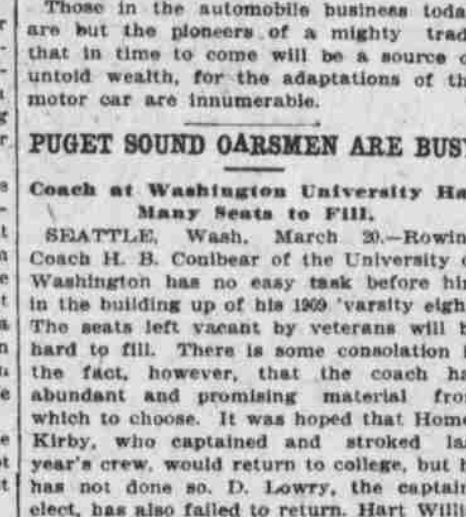 Those in the automobile business toda
are but the pioneers of a mighty trad
that in time to come will be a source o
untold wealth, for the adaptations of th
motor car are innumerable.
PUGET SOUND OARSMEN ARE BUSY
Coach at Washington University Ha
Many Seats to Fill.
SEATTLE, Wash., March 20.—Rowin
Coach H. B. Conibear of the University o
Washington has no easy task before hi
in the building up of his 1909 'varsity eigh
The seats left vacant by veterans will b
hard to fill. There is some consolation i
the fact, however, that the coach ha
abundant and promising material fro
which to choose. It was hoped that Home
Kirby, who captained and stroked la
year's crew, would return to college, but h
has not done so. D. Lowry, the captain
elect, has also failed to return. Hart Willi